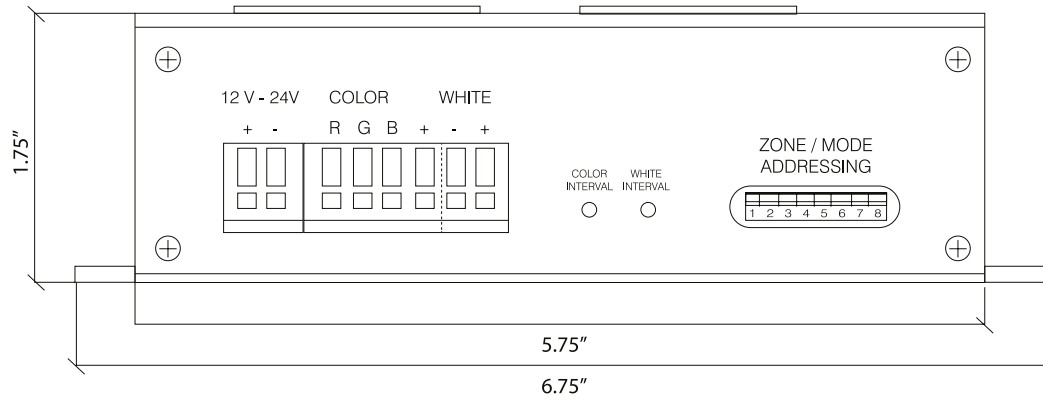 12 V - 24V COLOR WHITE
+ - R G B + - +
ZONE / MODE
ADDRESSING
COLOR
INTERVAL
WHITE
INTERVAL
1 2 3 4 5 6 7 8
1.75”
5.75”
6.75”